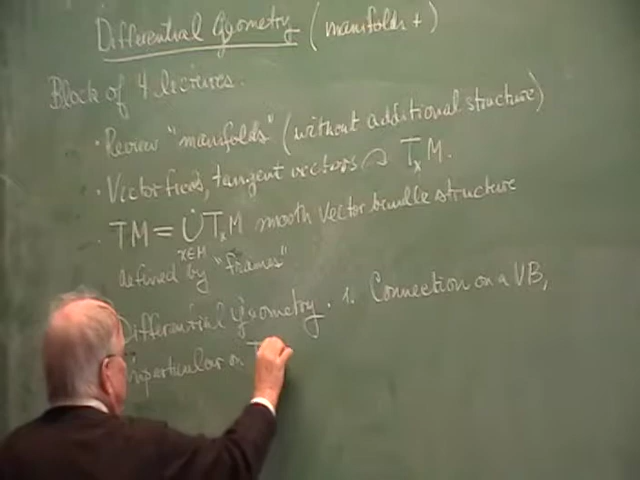 Differential Geometry (manifolds +)
Block of 4 lectures.
• Review "manifolds" (without additional structure)
• Vector fields, tangent vectors ⤳ TₓM.
• TM = ∪̇ TₓM smooth vector bundle structure
x∈M
defined by "frames"
Differential geometry. 1. Connection on a VB,
in particular on T